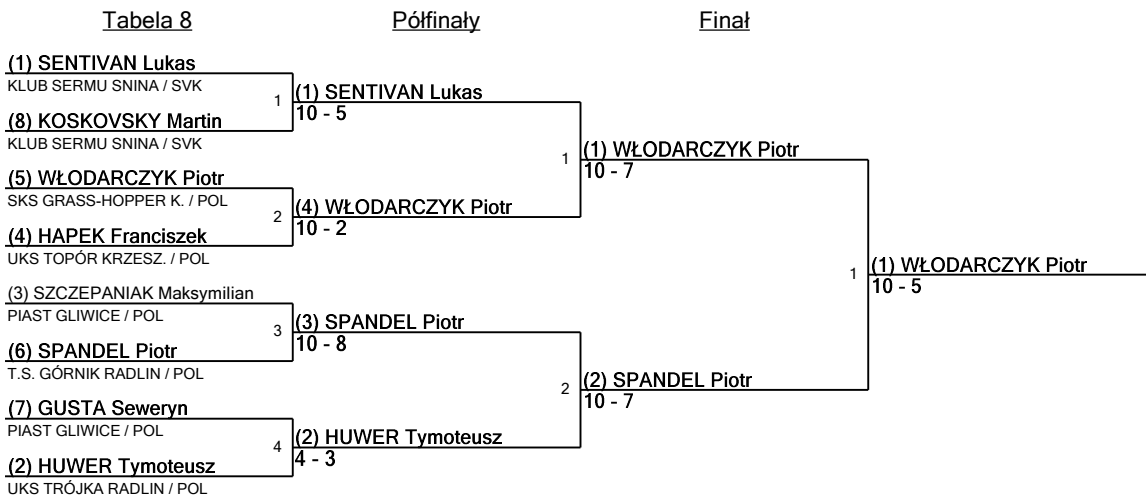 Tabela 8
Półfinały
Finał
(1) SENTIVAN Lukas
KLUB SERMU SNINA / SVK
1
(1) SENTIVAN Lukas
10 - 5
(8) KOSKOVSKY Martin
KLUB SERMU SNINA / SVK
1
(1) WŁODARCZYK Piotr
10 - 7
(5) WŁODARCZYK Piotr
SKS GRASS-HOPPER K. / POL
2
(4) WŁODARCZYK Piotr
10 - 2
(4) HAPEK Franciszek
UKS TOPÓR KRZESZ. / POL
1
(1) WŁODARCZYK Piotr
10 - 5
(3) SZCZEPANIAK Maksymilian
PIAST GLIWICE / POL
3
(3) SPANDEL Piotr
10 - 8
(6) SPANDEL Piotr
T.S. GÓRNIK RADLIN / POL
2
(2) SPANDEL Piotr
10 - 7
(7) GUSTA Seweryn
PIAST GLIWICE / POL
4
(2) HUWER Tymoteusz
4 - 3
(2) HUWER Tymoteusz
UKS TRÓJKA RADLIN / POL